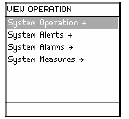 VIEW OPERATION
System Operation →
System Alerts →
System Alarms →
System Measures →